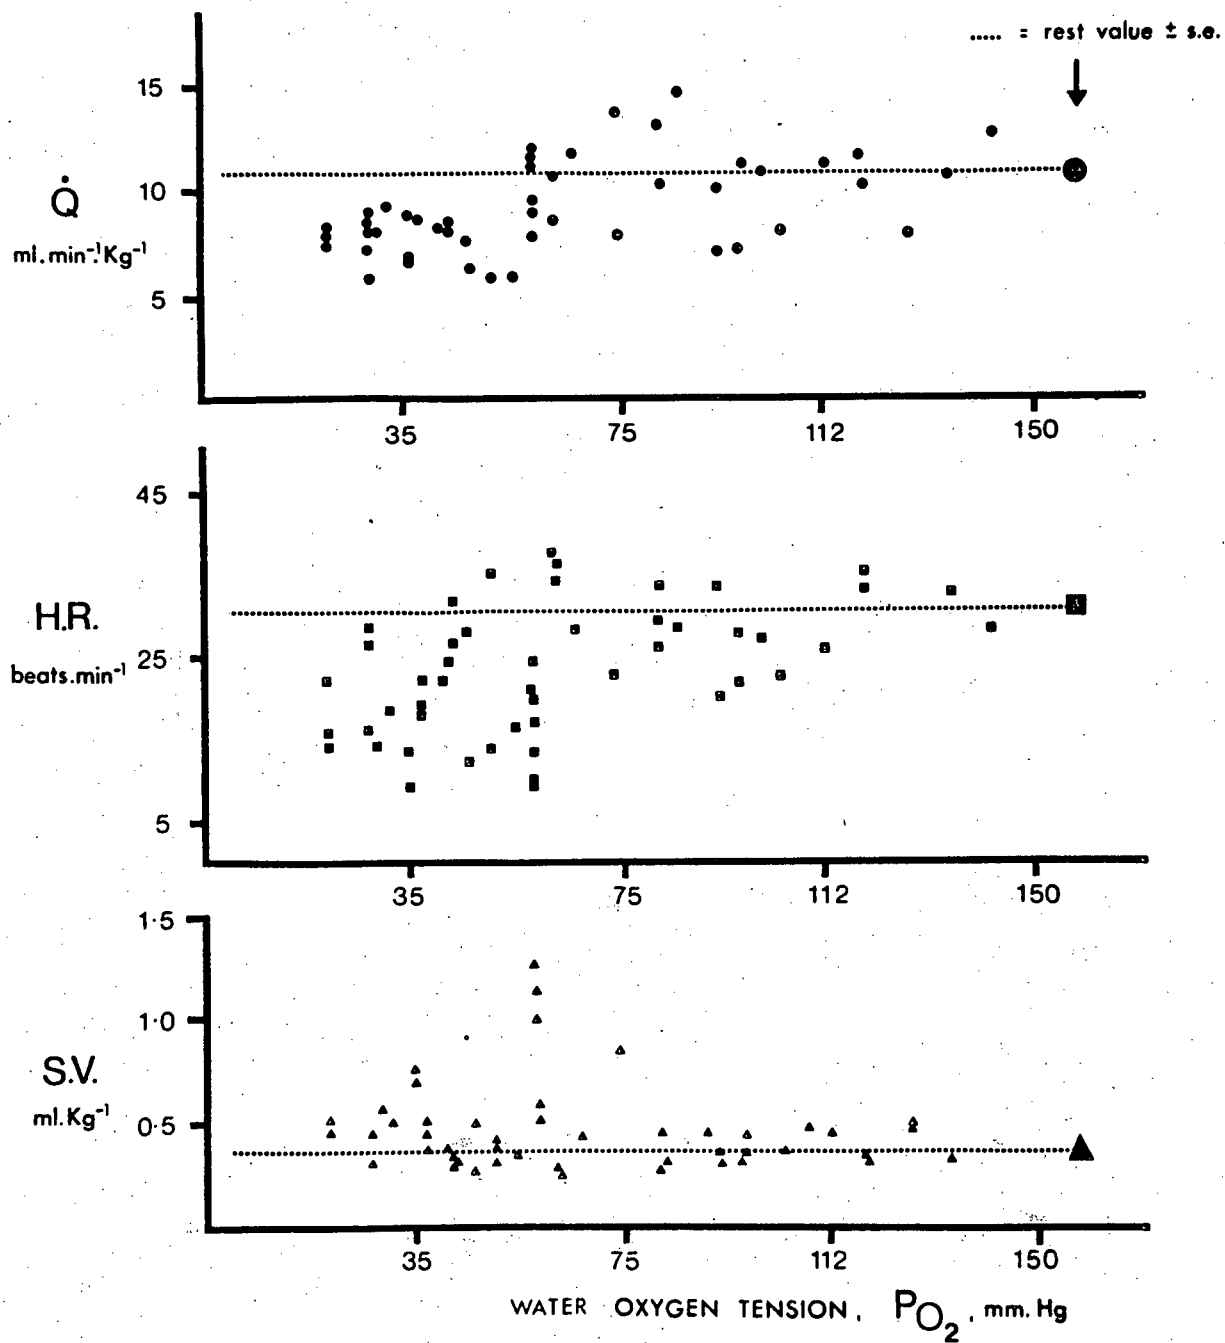 ..... = rest value ± s.e.
15
10
5
Q̇
ml.min⁻¹.Kg⁻¹
35 75 112 150
45
25
5
H.R.
beats.min⁻¹
35 75 112 150
1·5
1·0
0·5
S.V.
ml.Kg⁻¹
35 75 112 150
WATER OXYGEN TENSION, PO₂, mm.Hg